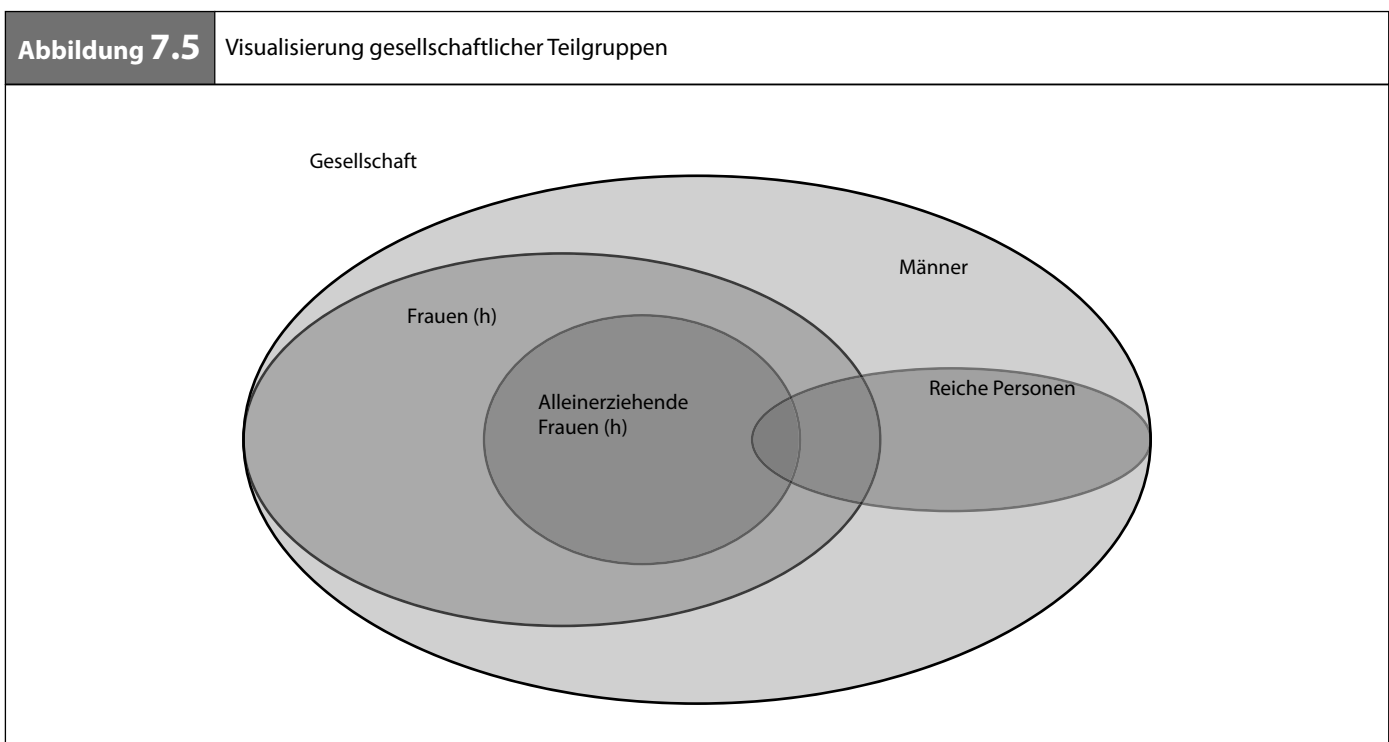 Abbildung 7.5 Visualisierung gesellschaftlicher Teilgruppen
Gesellschaft
Männer
Frauen (h)
Reiche Personen
Alleinerziehende
Frauen (h)